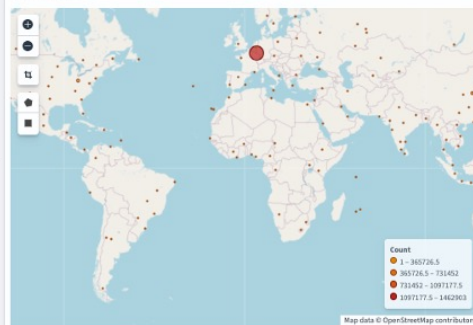 Count
1 – 365726.5
365726.5 – 731452
731452 – 1097177.5
1097177.5 – 1462903
Map data © OpenStreetMap contributor